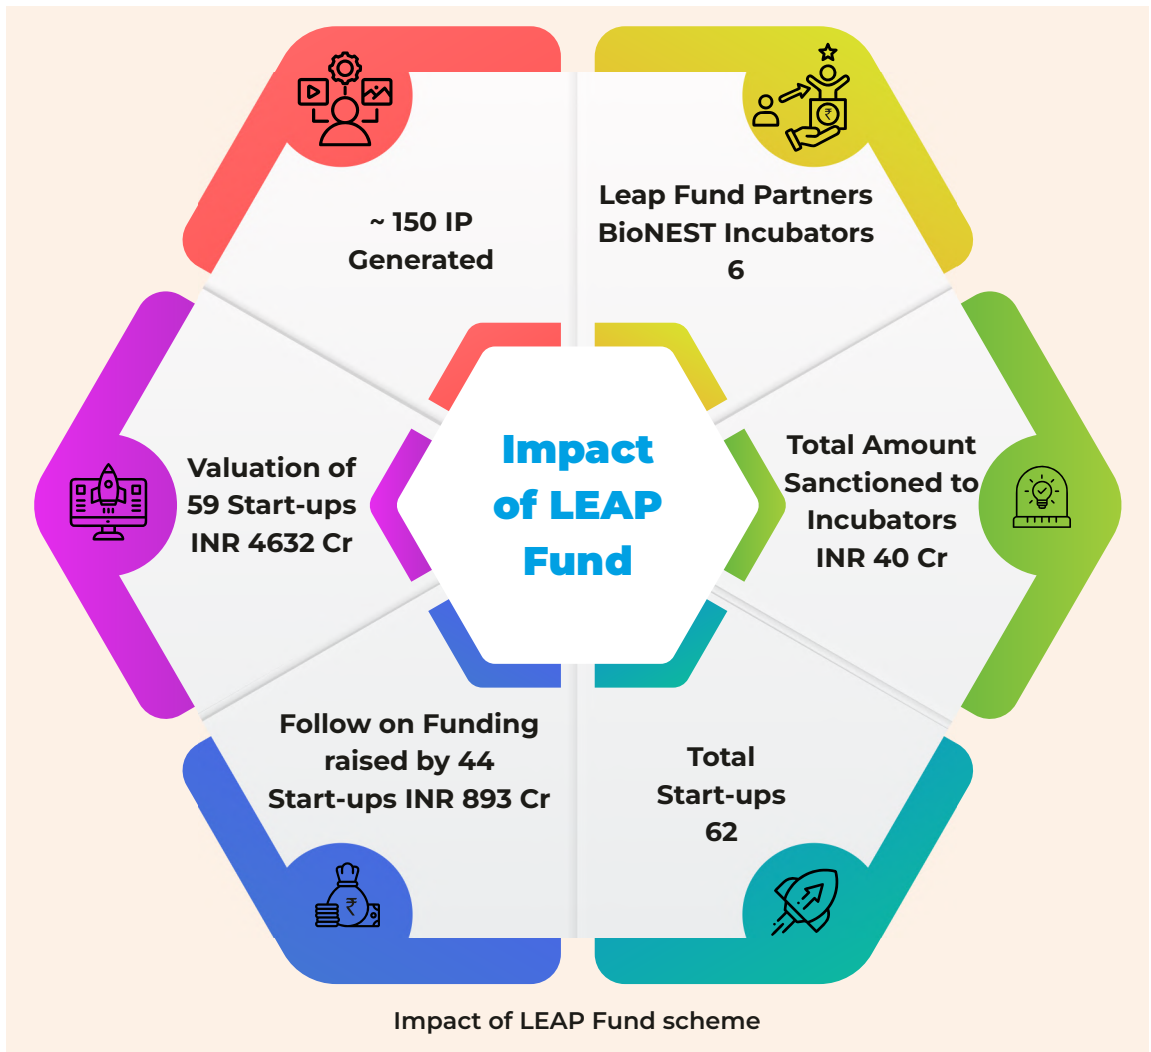 ~ 150 IP
Generated
Leap Fund Partners
BioNEST Incubators
6
Valuation of
59 Start-ups
INR 4632 Cr
Impact
of LEAP
Fund
Total Amount
Sanctioned to
Incubators
INR 40 Cr
Follow on Funding
raised by 44
Start-ups INR 893 Cr
Total
Start-ups
62
Impact of LEAP Fund scheme